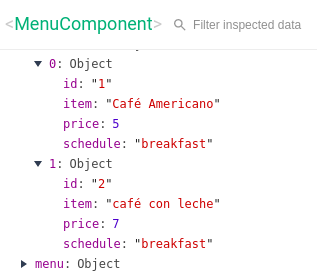 <MenuComponent> Filter inspected data
0: Object
id: "1"
item: "Café Americano"
price: 5
schedule: "breakfast"
1: Object
id: "2"
item: "café con leche"
price: 7
schedule: "breakfast"
menu: Object